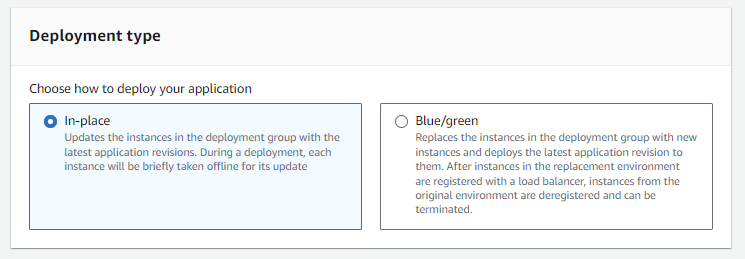 Deployment type
Choose how to deploy your application
In-place
Updates the instances in the deployment group with the
latest application revisions. During a deployment, each
instance will be briefly taken offline for its update
Blue/green
Replaces the instances in the deployment group with new
instances and deploys the latest application revision to
them. After instances in the replacement environment
are registered with a load balancer, instances from the
original environment are deregistered and can be
terminated.